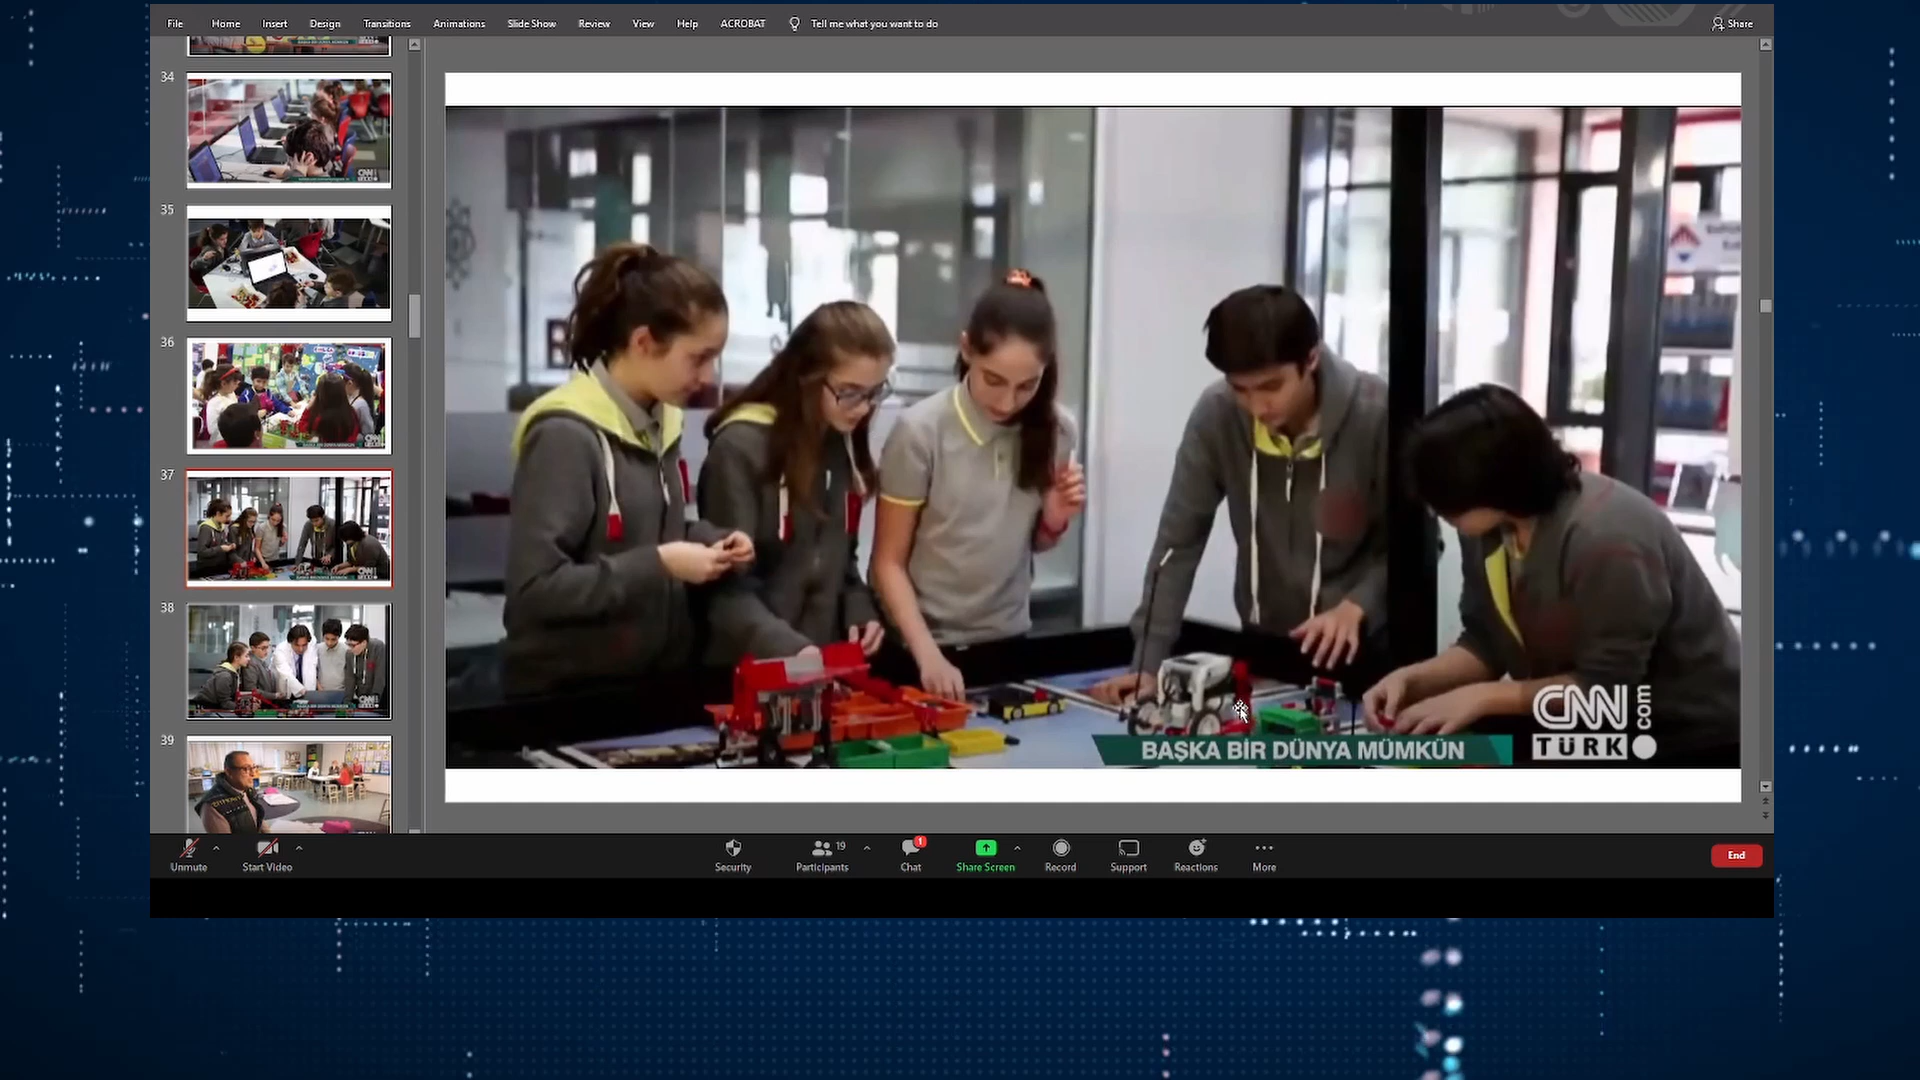 File Home Insert Design Transitions Animations Slide Show Review View Help ACROBAT Tell me what you want to do Share
34
35
36
37
38
39
BAŞKA BİR DÜNYA MÜMKÜN
CNN
TÜRK
.com
Unmute Start Video Security Participants 19 Chat 1 Share Screen Record Support Reactions More End